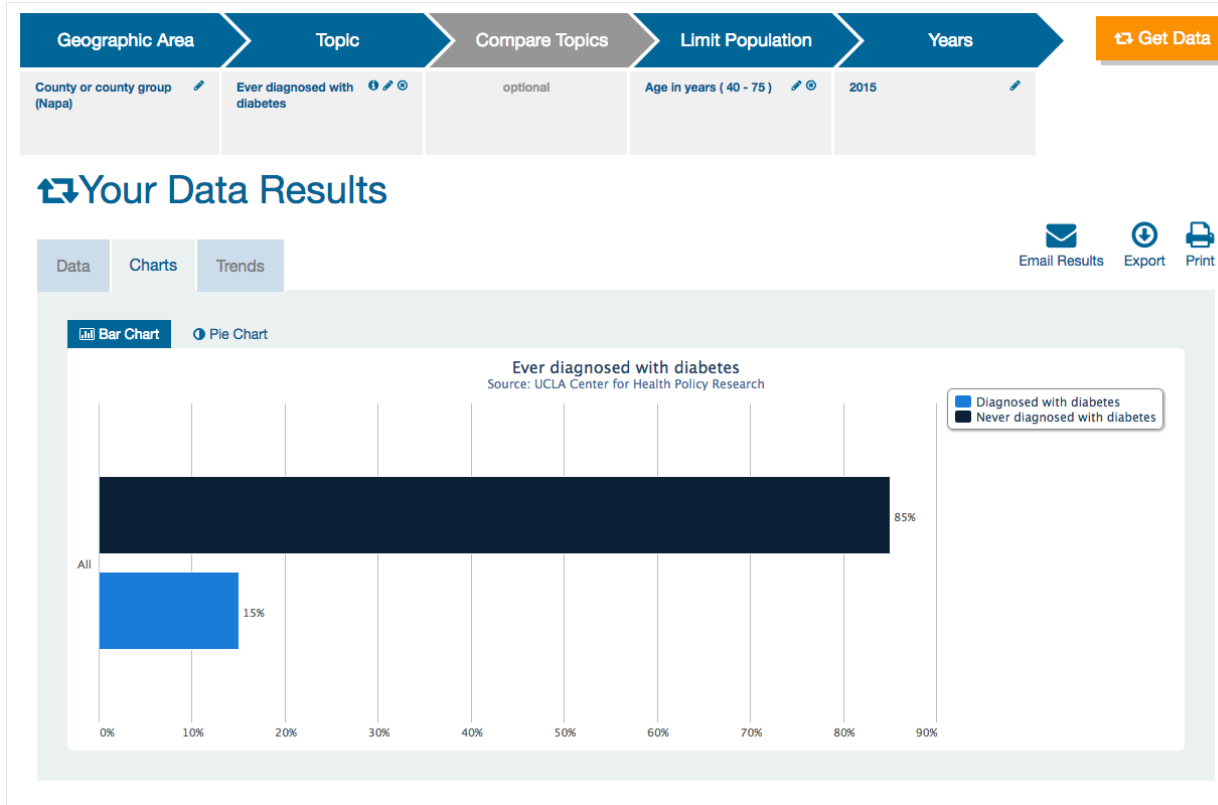 Geographic Area
Topic
Compare Topics
Limit Population
Years
Get Data
County or county group
(Napa)
Ever diagnosed with
diabetes
optional
Age in years ( 40 - 75 )
2015
Your Data Results
Data
Charts
Trends
Email Results
Export
Print
Bar Chart
Pie Chart
Ever diagnosed with diabetes
Source: UCLA Center for Health Policy Research
Diagnosed with diabetes
Never diagnosed with diabetes
85%
All
15%
0%
10%
20%
30%
40%
50%
60%
70%
80%
90%